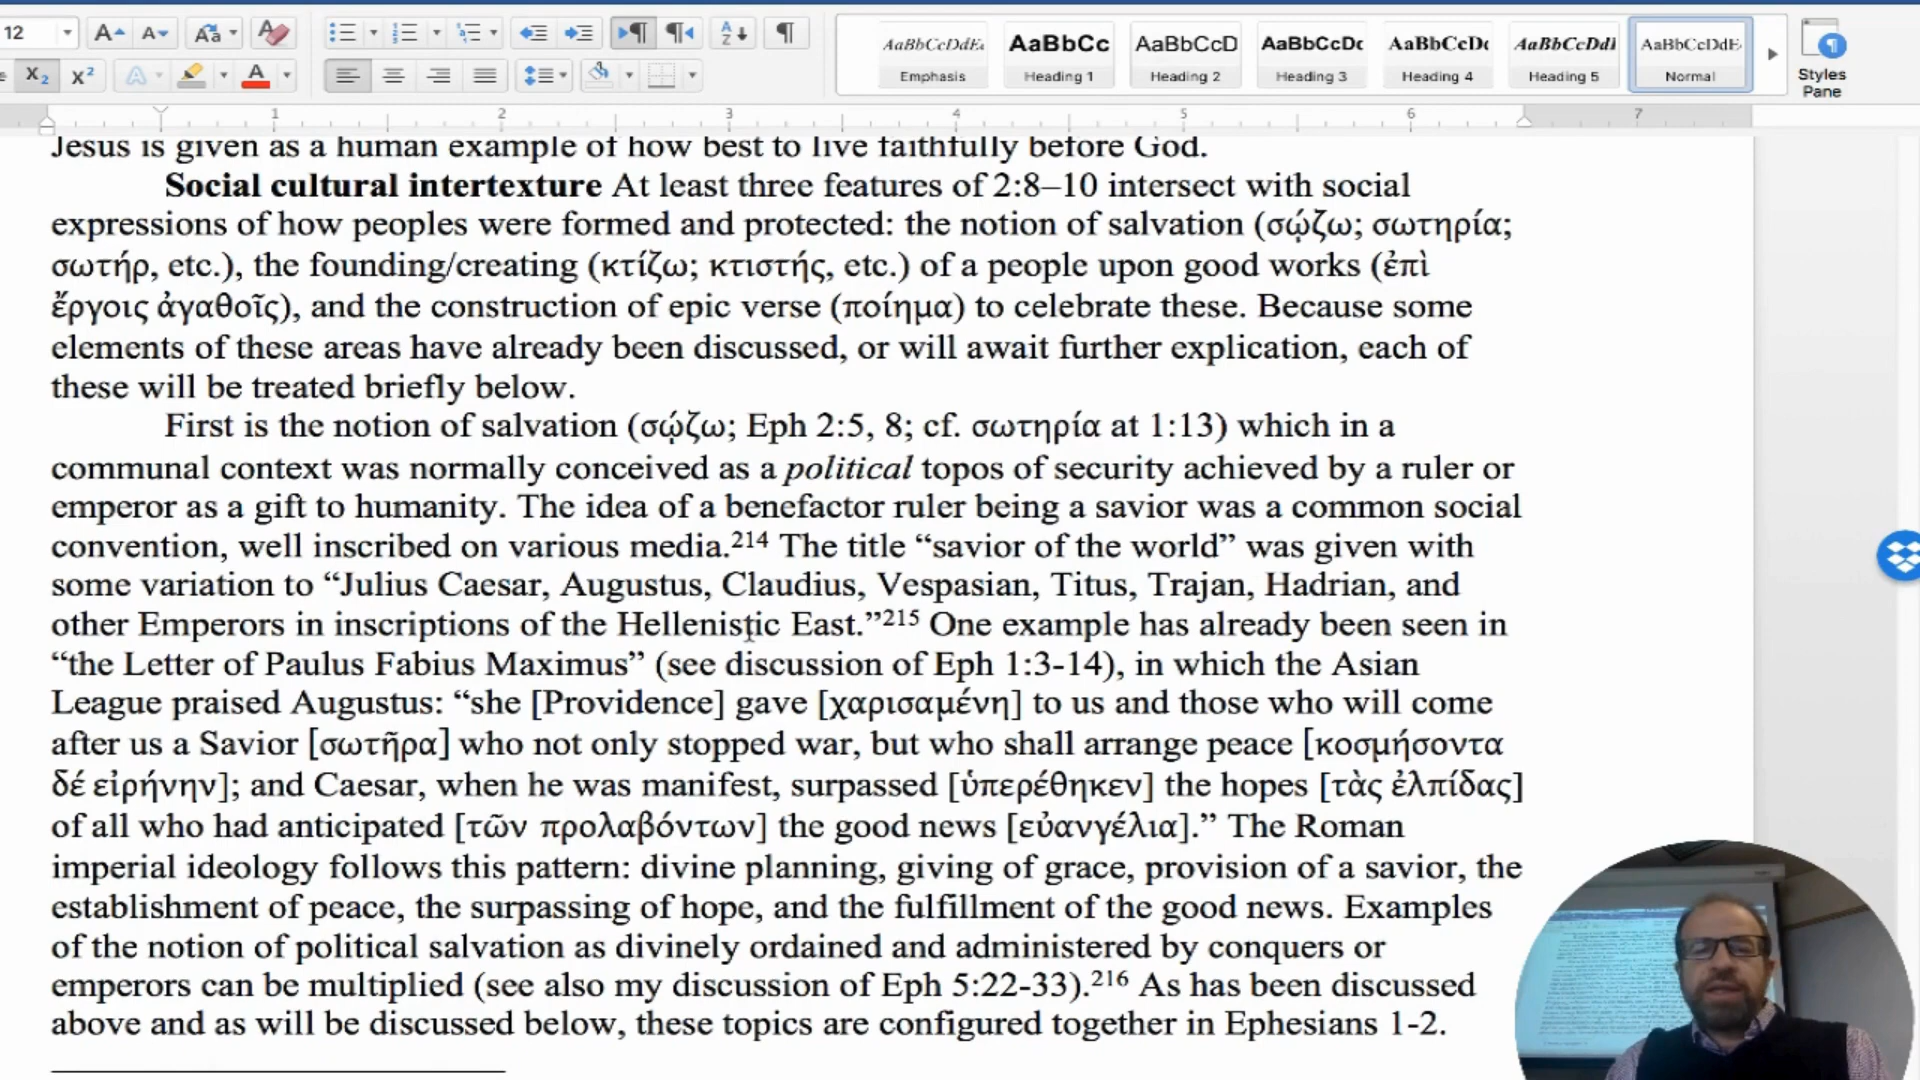 12
A A Aa A
A Z ¶
X₂ X² A A
AaBbCcDdEe AaBbCc AaBbCcD AaBbCcDc AaBbCcDc AaBbCcDdI AaBbCcDdE
Emphasis Heading 1 Heading 2 Heading 3 Heading 4 Heading 5 Normal
Styles
Pane
1 2 3 4 5 6 7
Jesus is given as a human example of how best to live faithfully before God.
Social cultural intertexture At least three features of 2:8–10 intersect with social
expressions of how peoples were formed and protected: the notion of salvation (σῴζω; σωτηρία;
σωτήρ, etc.), the founding/creating (κτίζω; κτιστής, etc.) of a people upon good works (ἐπὶ
ἔργοις ἀγαθοῖς), and the construction of epic verse (ποίημα) to celebrate these. Because some
elements of these areas have already been discussed, or will await further explication, each of
these will be treated briefly below.
First is the notion of salvation (σῴζω; Eph 2:5, 8; cf. σωτηρία at 1:13) which in a
communal context was normally conceived as a political topos of security achieved by a ruler or
emperor as a gift to humanity. The idea of a benefactor ruler being a savior was a common social
convention, well inscribed on various media.214 The title “savior of the world” was given with
some variation to “Julius Caesar, Augustus, Claudius, Vespasian, Titus, Trajan, Hadrian, and
other Emperors in inscriptions of the Hellenistic East.”215 One example has already been seen in
“the Letter of Paulus Fabius Maximus” (see discussion of Eph 1:3-14), in which the Asian
League praised Augustus: “she [Providence] gave [χαρισαμένη] to us and those who will come
after us a Savior [σωτῆρα] who not only stopped war, but who shall arrange peace [κοσμήσοντα
δέ εἰρήνην]; and Caesar, when he was manifest, surpassed [ὑπερέθηκεν] the hopes [τὰς ἐλπίδας]
of all who had anticipated [τῶν προλαβόντων] the good news [εὐανγέλια].” The Roman
imperial ideology follows this pattern: divine planning, giving of grace, provision of a savior, the
establishment of peace, the surpassing of hope, and the fulfillment of the good news. Examples
of the notion of political salvation as divinely ordained and administered by conquers or
emperors can be multiplied (see also my discussion of Eph 5:22-33).216 As has been discussed
above and as will be discussed below, these topics are configured together in Ephesians 1-2.